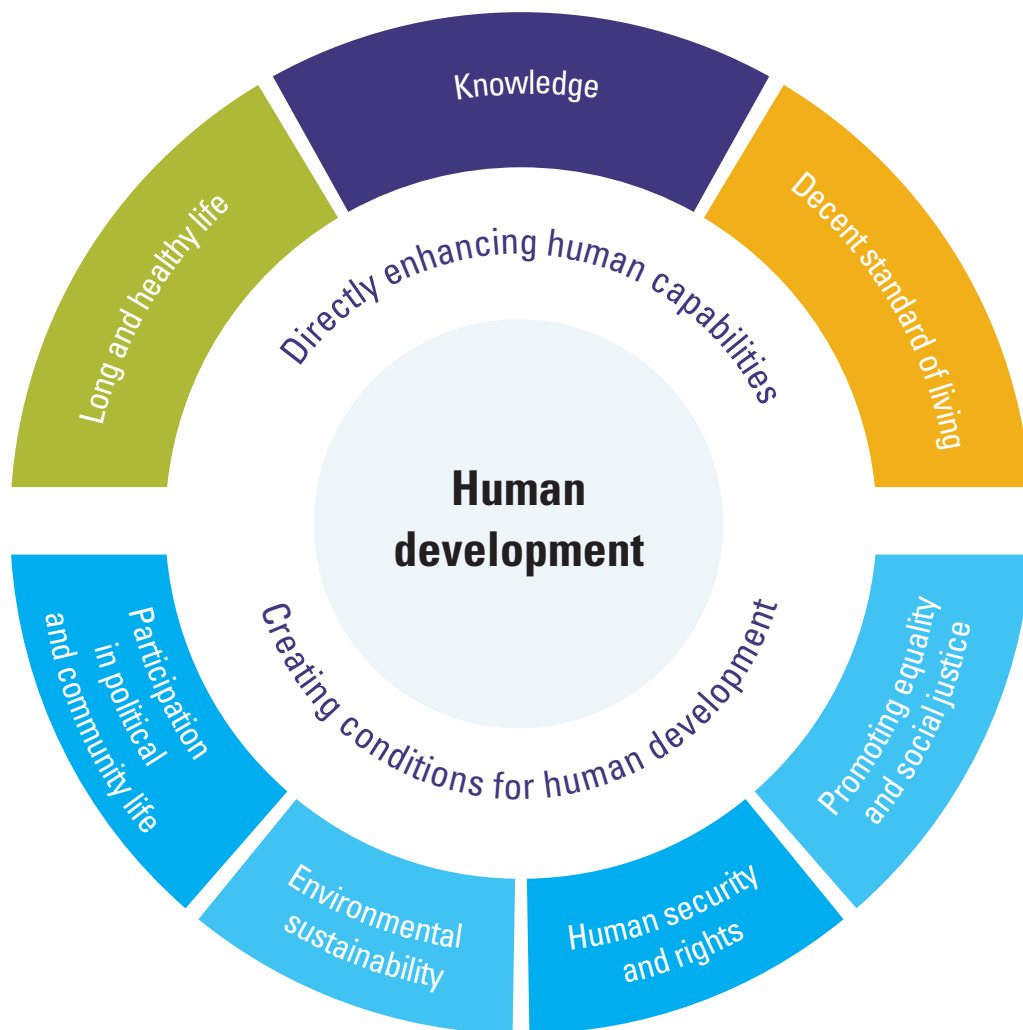 Knowledge
Long and healthy life
Decent standard of living
Directly enhancing human capabilities
Human
development
Creating conditions for human development
Participation
in political
and community life
Environmental
sustainability
Human security
and rights
Promoting equality
and social justice